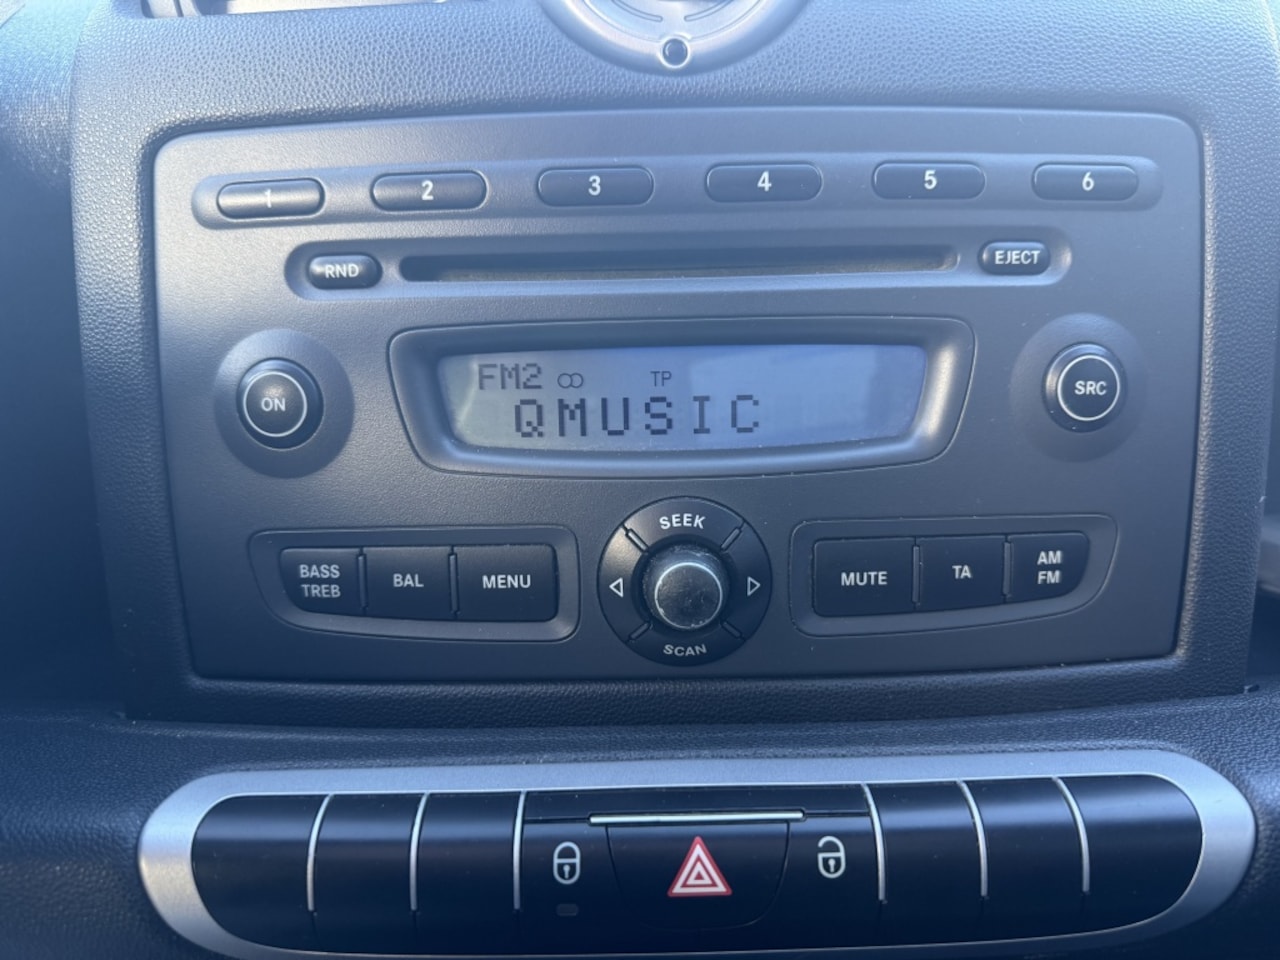 1 2 3 4 5 6
RND EJECT
FM2 TP
QMUSIC
ON SRC
SEEK
BASS
TREB
BAL
MENU
MUTE
TA
AM
FM
SCAN